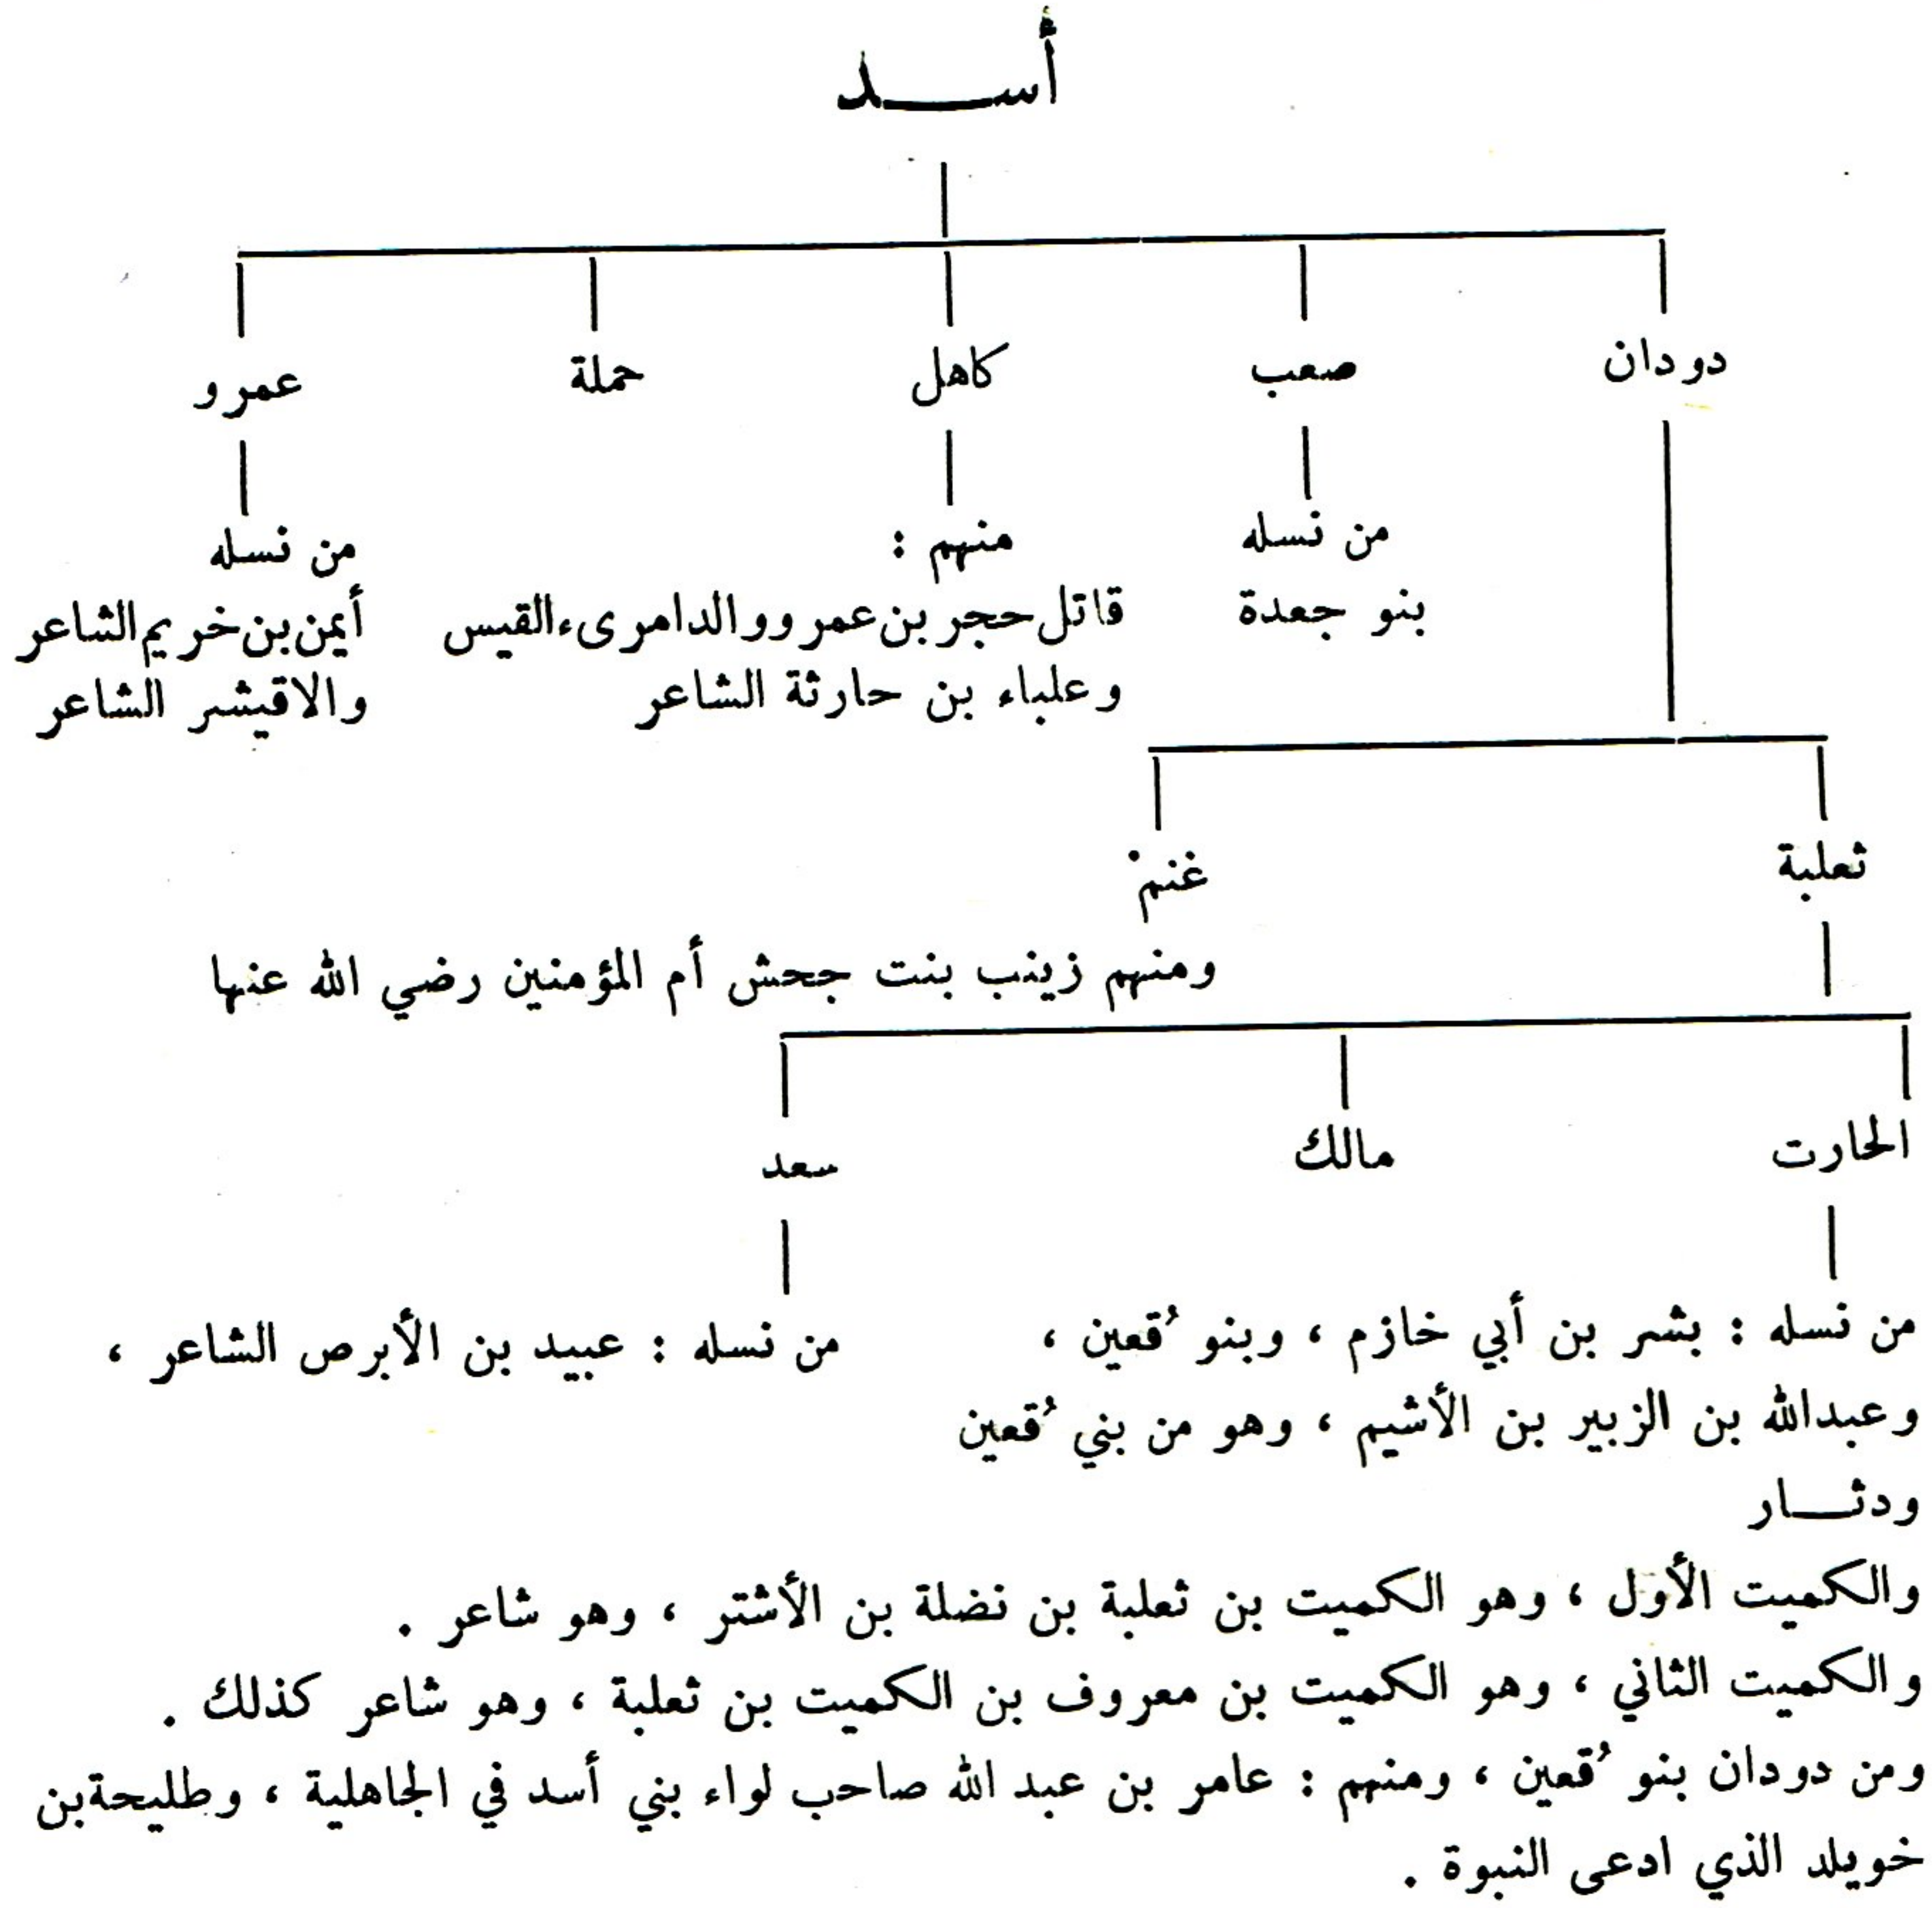 أســـد
دودان
صعب
كاهل
حملة
عمرو
من نسله
بنو جعدة
منهم :
قاتل حجر بن عمرو والد امرىء القيس
وعلباء بن حارثة الشاعر
من نسله
أيمن بن خريم الشاعر
والاقيشر الشاعر
ثعلبة
غنم
ومنهم زينب بنت جحش أم المؤمنين رضي الله عنها
الحارت
مالك
سعد
من نسله : بشر بن أبي خازم ، وبنو قُعين ،
وعبدالله بن الزبير بن الأشيم ، وهو من بني قُعين
ودثـــار
من نسله : عبيد بن الأبرص الشاعر ،
والكميت الأول ، وهو الكميت بن ثعلبة بن نضلة بن الأشتر ، وهو شاعر .
والكميت الثاني ، وهو الكميت بن معروف بن الكميت بن ثعلبة ، وهو شاعر كذلك .
ومن دودان بنو قُعين ، ومنهم : عامر بن عبد الله صاحب لواء بني أسد في الجاهلية ، وطليحة بن
خويلد الذي ادعى النبوة .